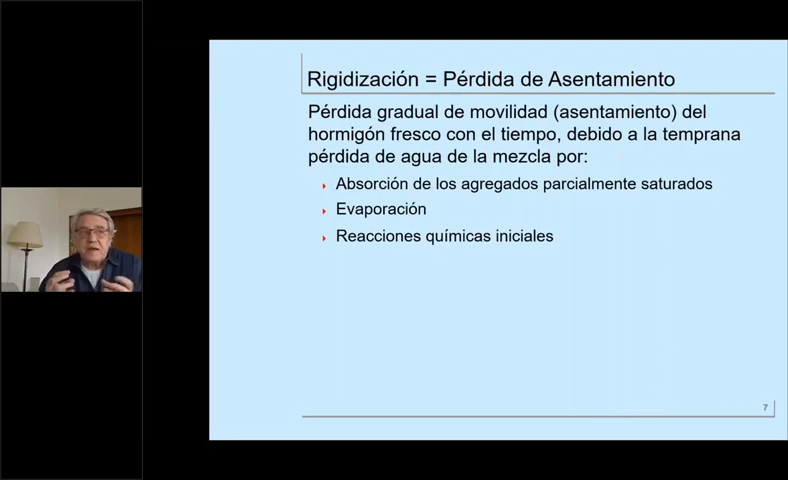 Rigidización = Pérdida de Asentamiento
Pérdida gradual de movilidad (asentamiento) del
hormigón fresco con el tiempo, debido a la temprana
pérdida de agua de la mezcla por:
Absorción de los agregados parcialmente saturados
Evaporación
Reacciones químicas iniciales
7